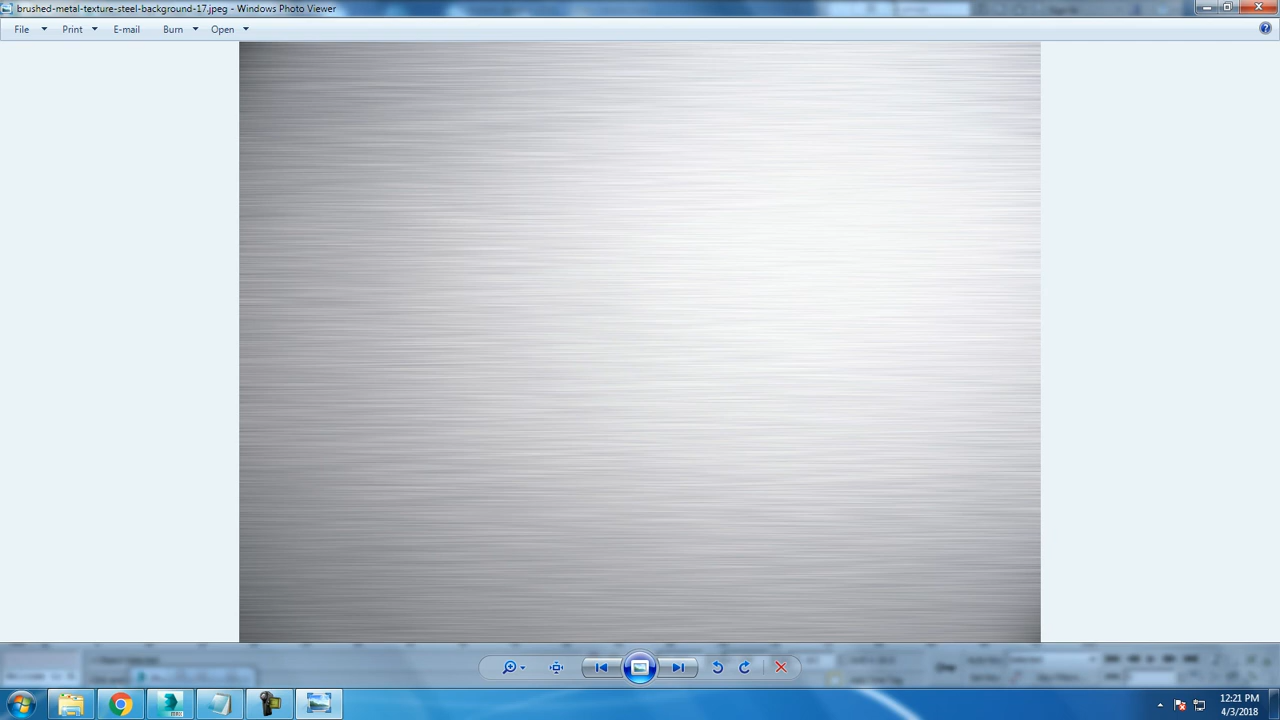 brushed-metal-texture-steel-background-17.jpeg - Windows Photo Viewer
File Print E-mail Burn Open
12:21 PM
4/3/2018